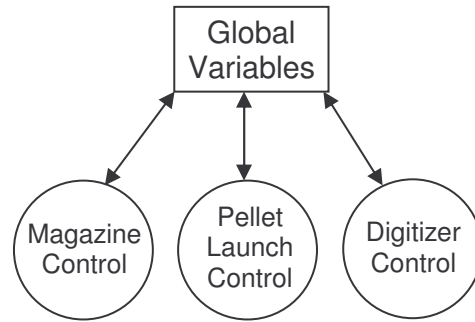 Global
Variables
Magazine
Control
Pellet
Launch
Control
Digitizer
Control